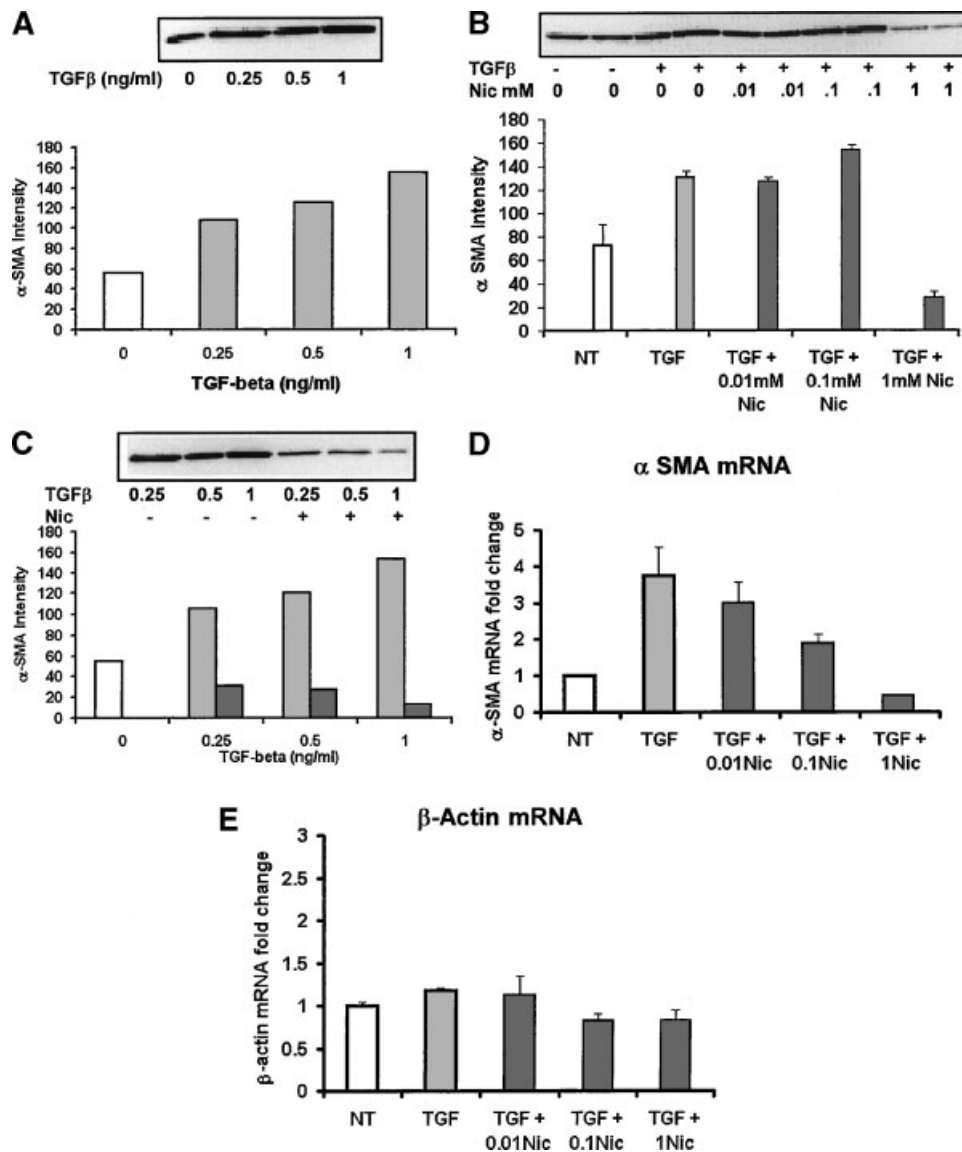 A
TGFβ (ng/ml) 0 0.25 0.5 1
α-SMA Intensity
180
160
140
120
100
80
60
40
20
0
0 0.25 0.5 1
TGF-beta (ng/ml)
B
TGFβ - - + + + + + + + +
Nic mM 0 0 0 0 .01 .01 .1 .1 1 1
α SMA Intensity
180
160
140
120
100
80
60
40
20
0
NT TGF TGF + TGF + TGF +
0.01mM 0.1mM 1mM Nic
Nic Nic
C
TGFβ 0.25 0.5 1 0.25 0.5 1
Nic - - - + + +
α-SMA Intensity
180
160
140
120
100
80
60
40
20
0
0 0.25 0.5 1
TGF-beta (ng/ml)
D
α SMA mRNA
α-SMA mRNA fold change
5
4
3
2
1
0
NT TGF TGF + TGF + TGF +
0.01Nic 0.1Nic 1Nic
E
β-Actin mRNA
β-actin mRNA fold change
3
2.5
2
1.5
1
0.5
0
NT TGF TGF + TGF + TGF +
0.01Nic 0.1Nic 1Nic